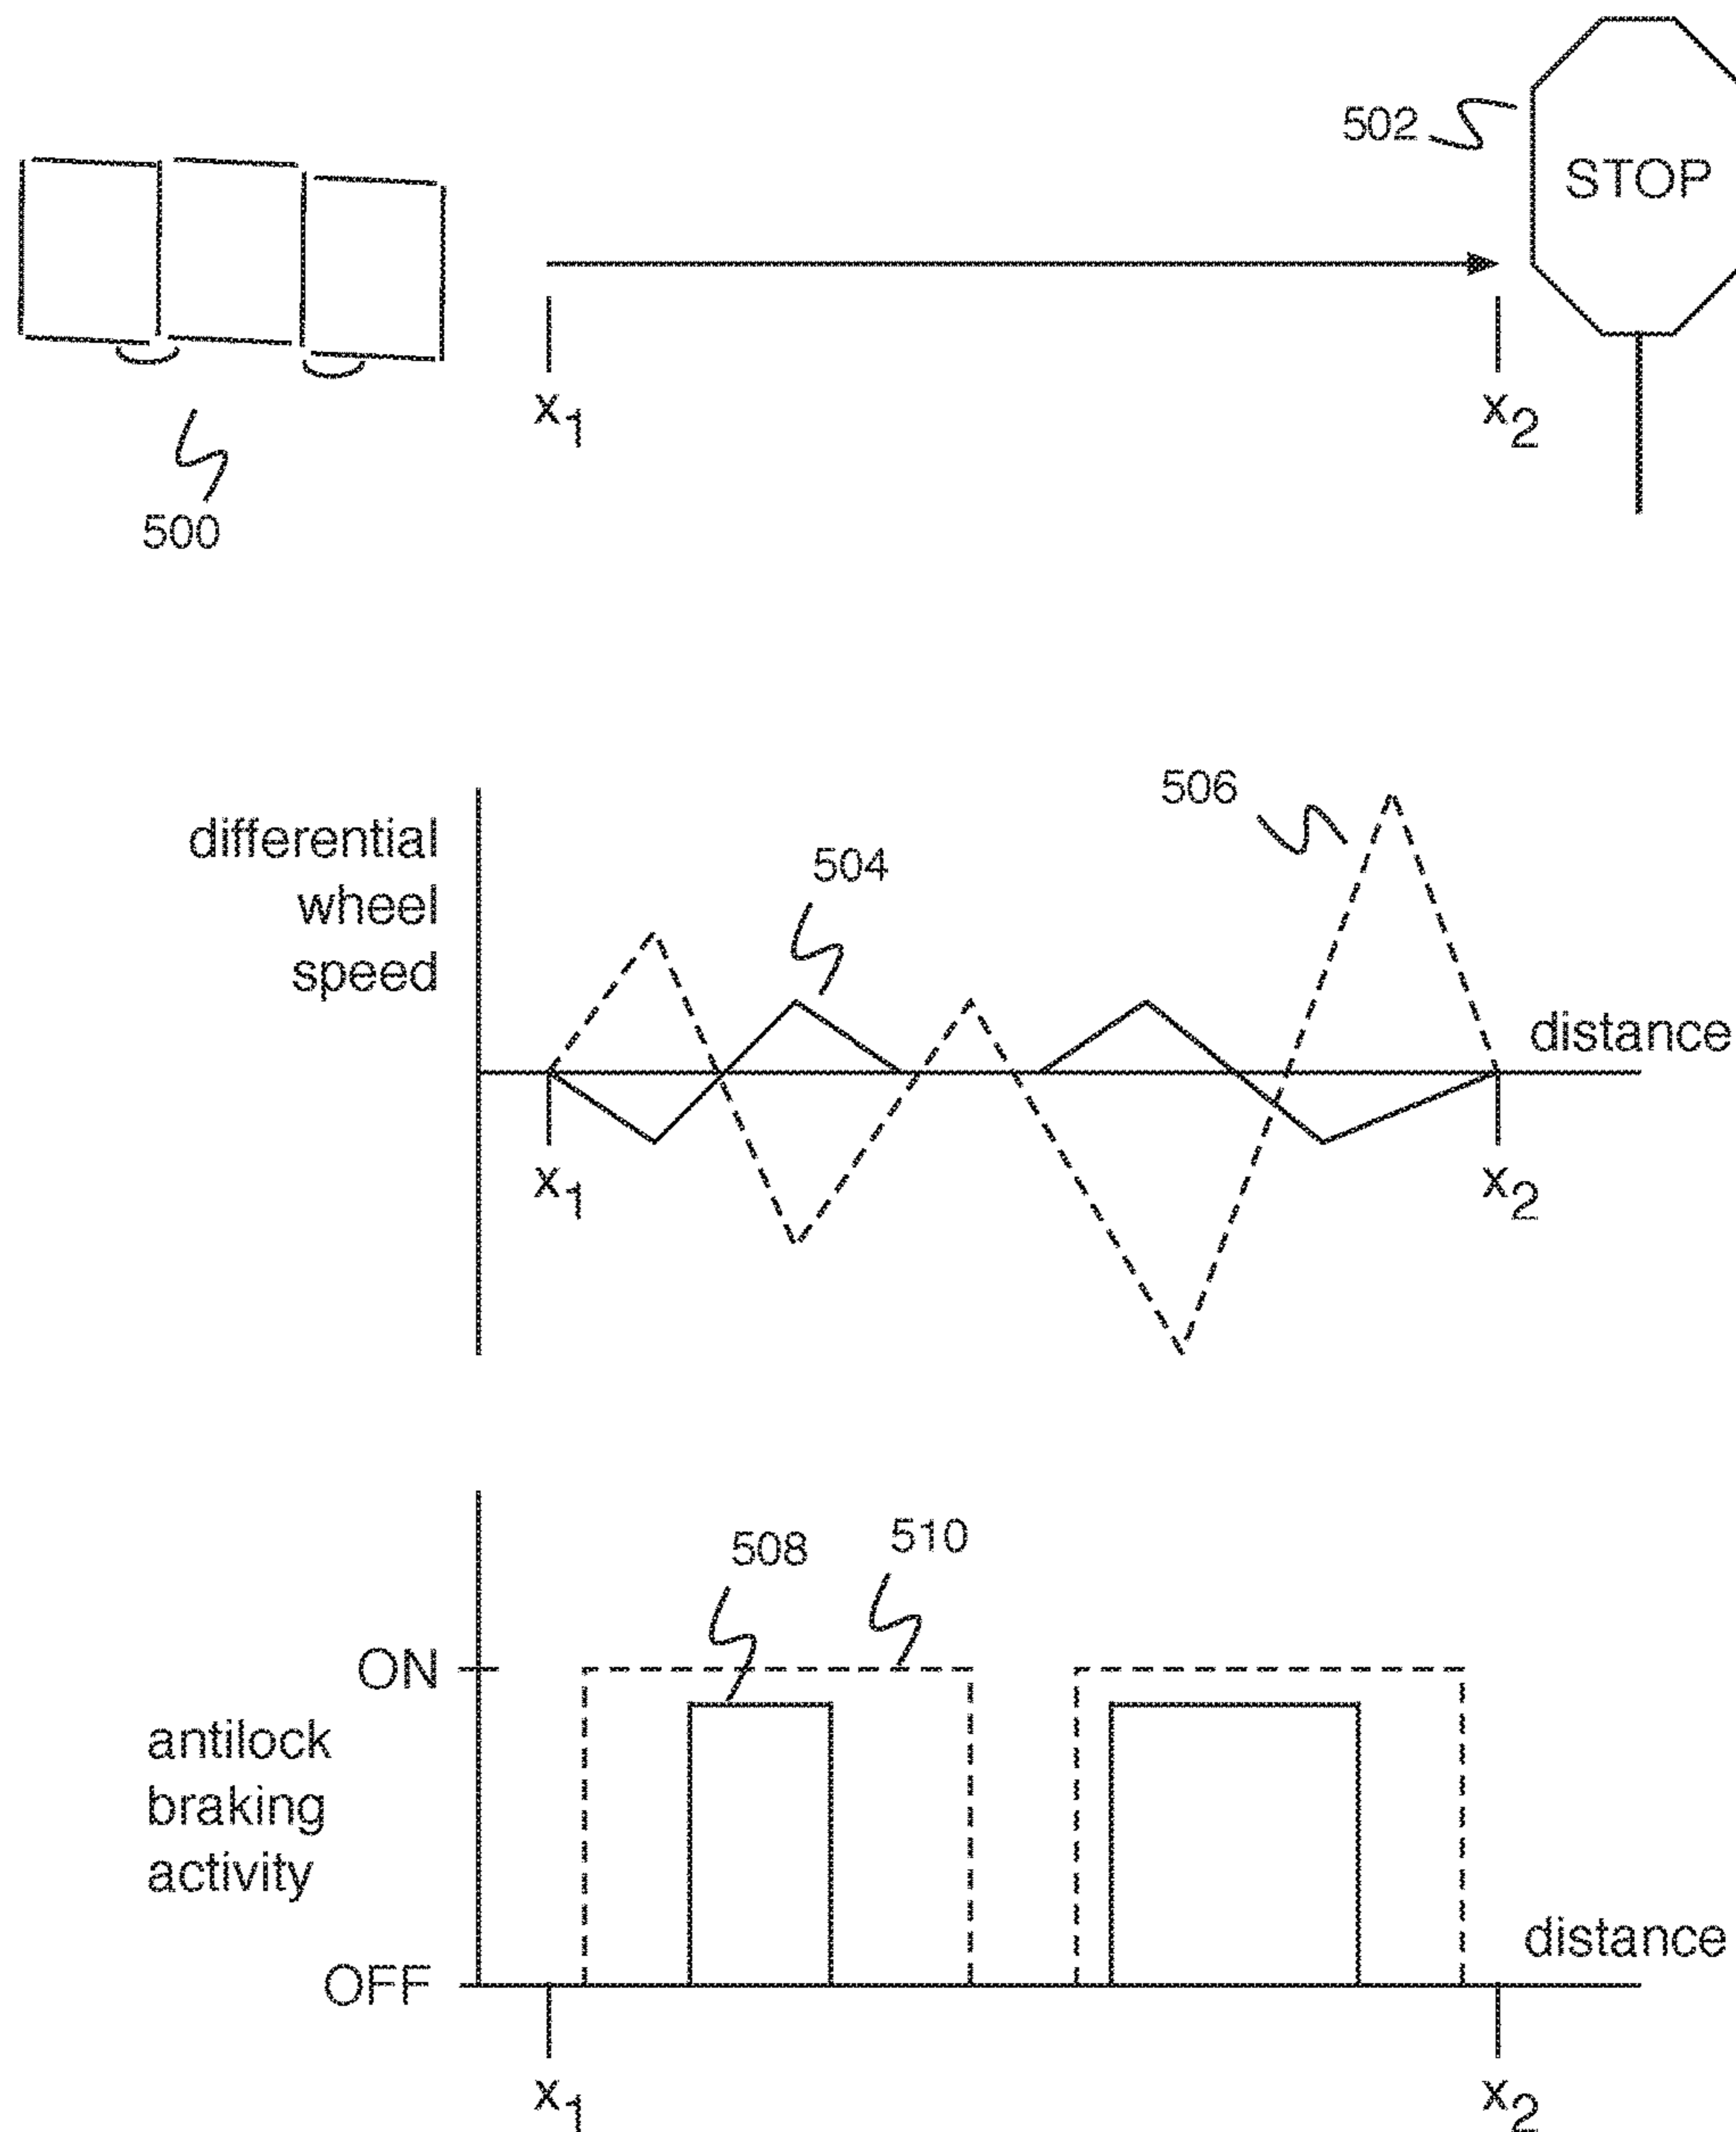 502
STOP
x1
x2
500
506
differential
wheel
speed
504
distance
x1
x2
508
510
ON
antilock
braking
activity
OFF
distance
x1
x2